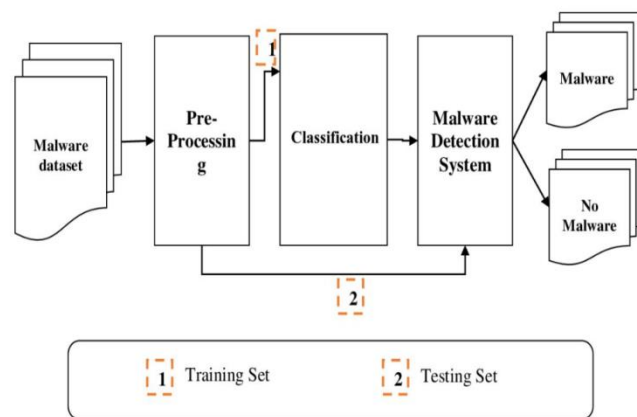 1
Malware
dataset
Pre-
Processin
g
Classification
Malware
Detection
System
Malware
No
Malware
2
1 Training Set
2 Testing Set